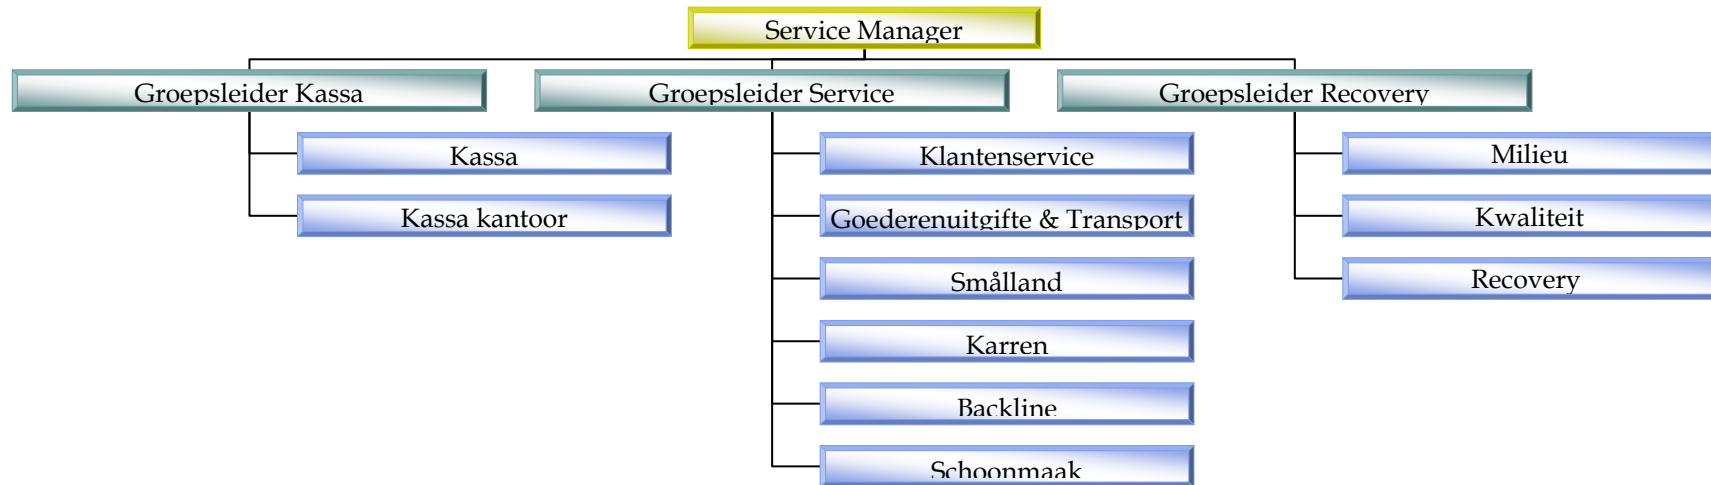 Service Manager
Groepsleider Kassa
Groepsleider Service
Groepsleider Recovery
Kassa
Klantenservice
Milieu
Kassa kantoor
Goederenuitgifte & Transport
Kwaliteit
Smålland
Recovery
Karren
Backline
Schoonmaak